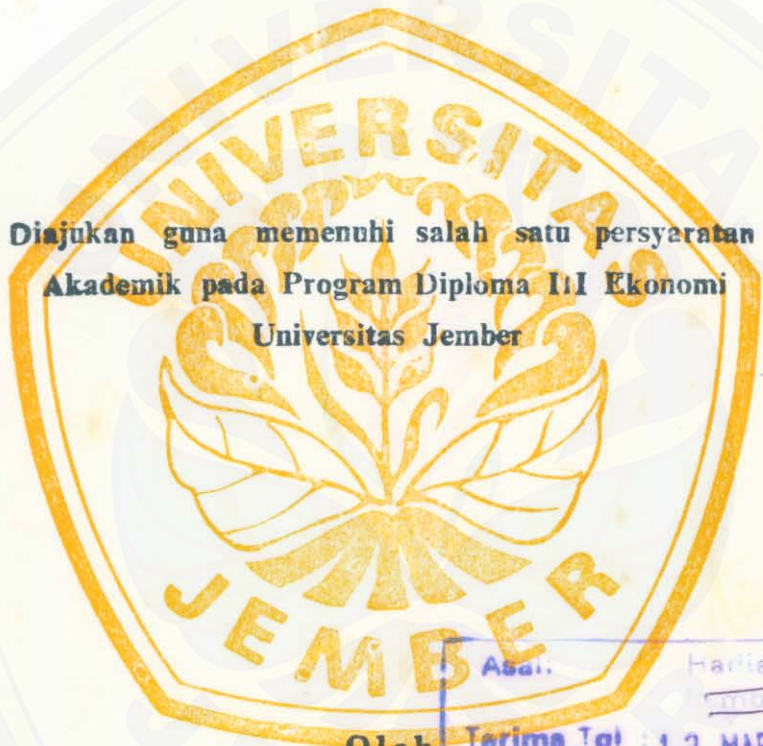 UNIVERSITAS
Diajukan guna memenuhi salah satu persyaratan
Akademik pada Program Diploma III Ekonomi
Universitas Jember
JEMBER
Asal:
Oleh
Terima Tgl